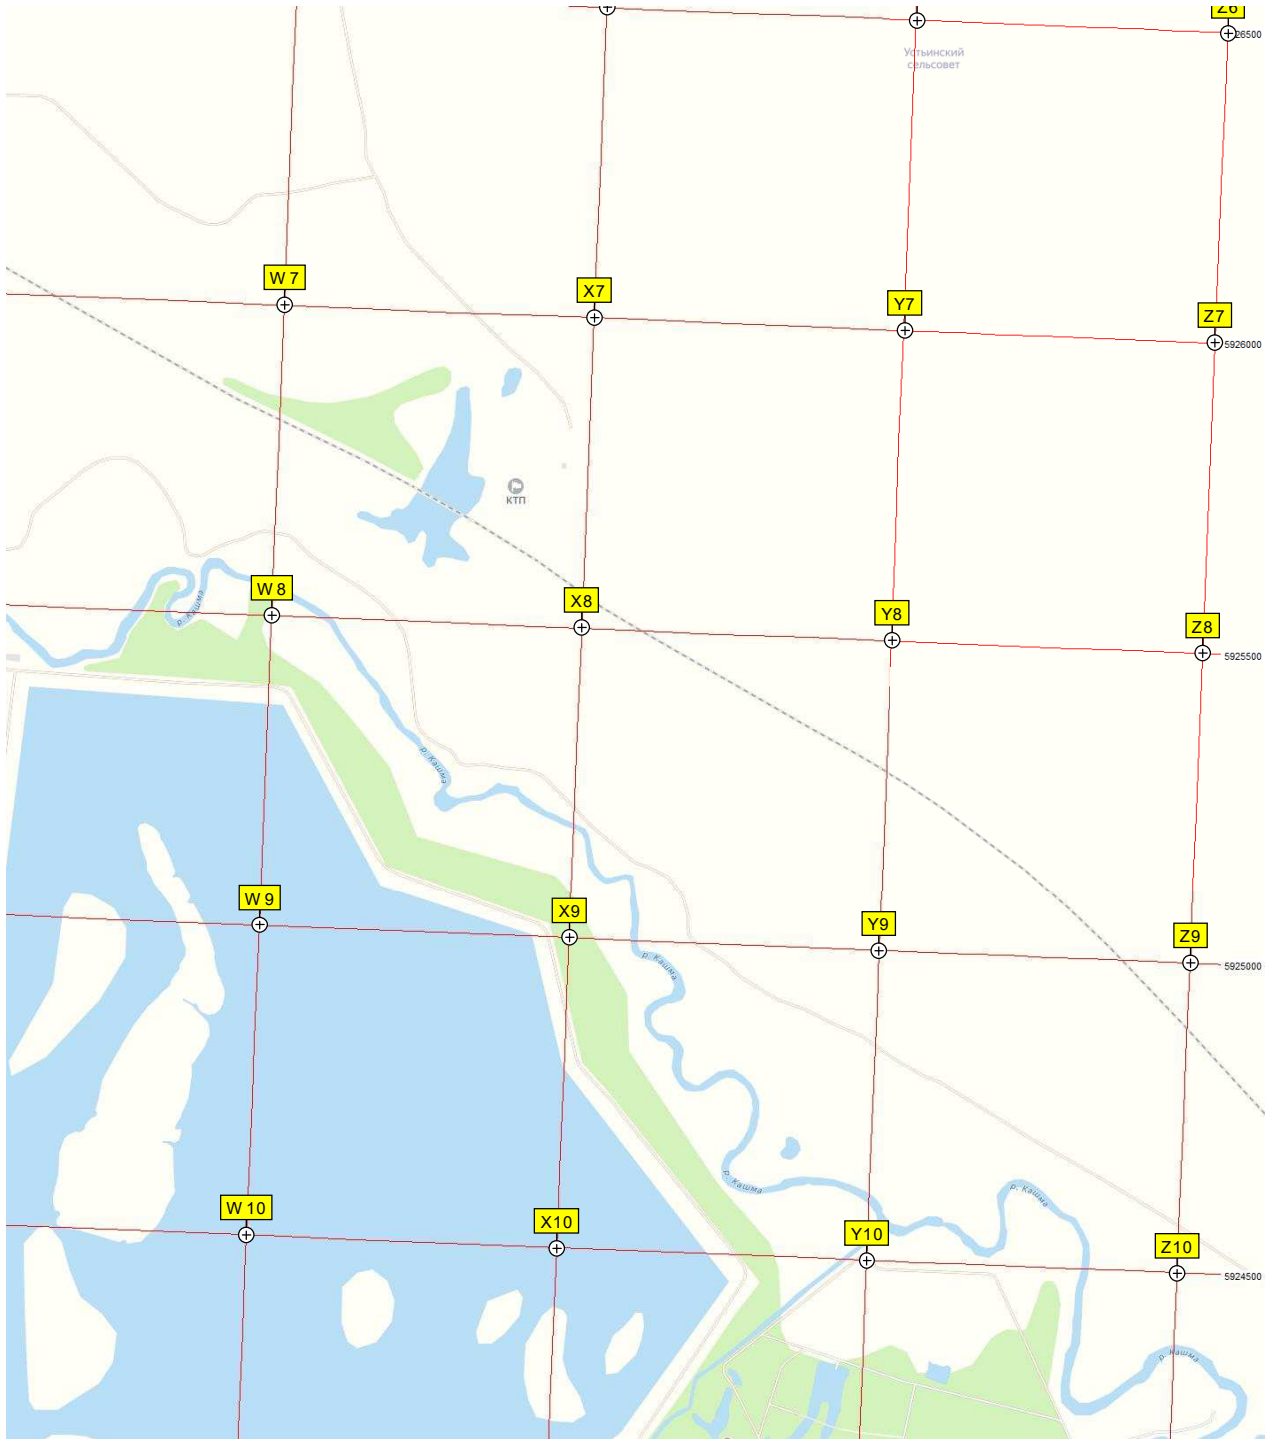 Z6
26500
Устьинский
сельсовет
W 7
X7
Y7
Z7
5926000
КТП
W 8
р. Кашма
X8
Y8
Z8
5925500
р. Кашма
W 9
X9
Y9
Z9
5925000
р. Кашма
р. Кашма
р. Кашма
W 10
X10
Y10
Z10
5924500
р. Кашма